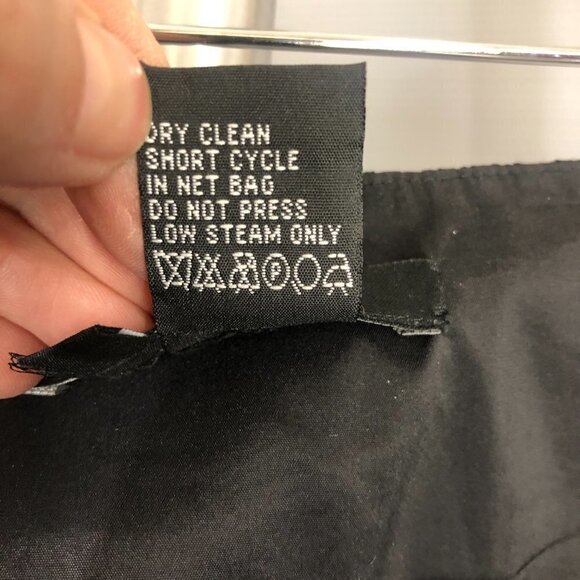 DRY CLEAN
SHORT CYCLE
IN NET BAG
DO NOT PRESS
LOW STEAM ONLY
P